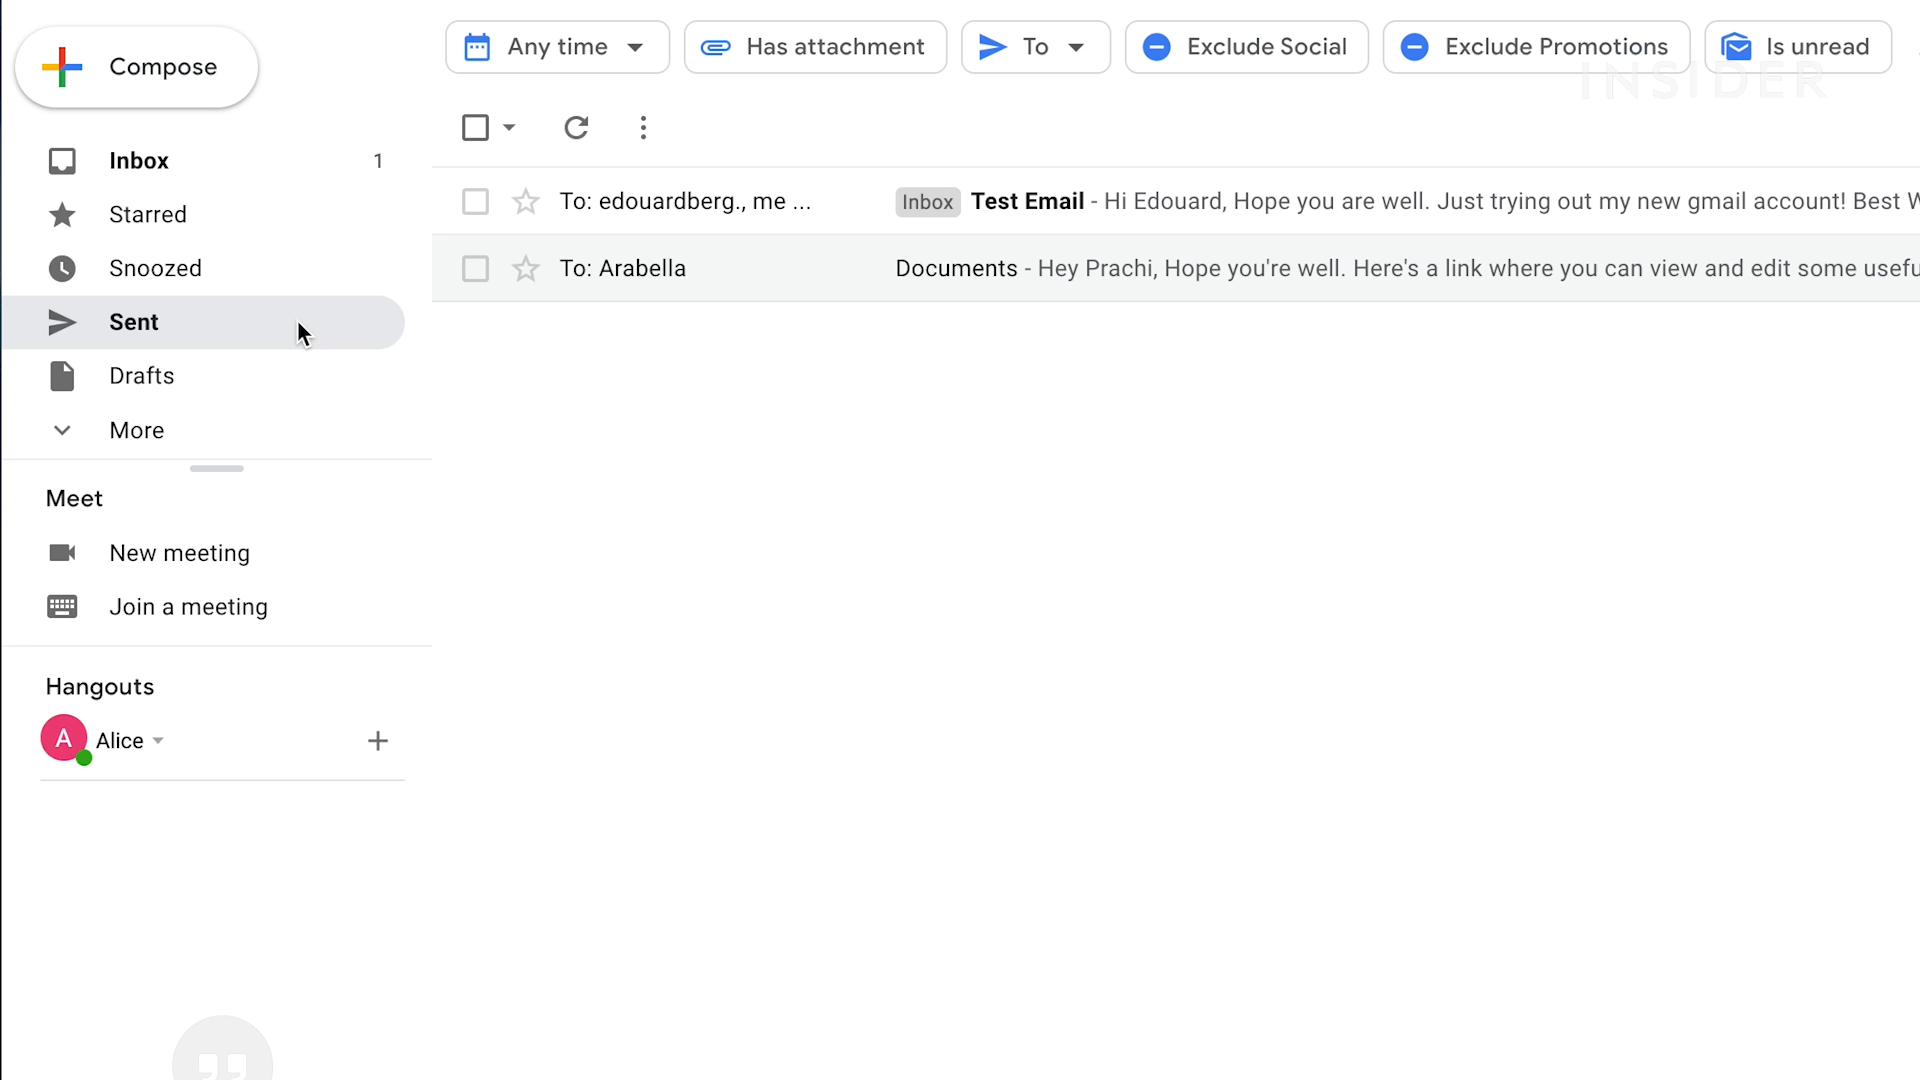 Compose
Any time
Has attachment
To
Exclude Social
Exclude Promotions
Is unread
INSIDER
Inbox 1
Starred
Snoozed
Sent
Drafts
More
To: edouardberg., me ... Inbox Test Email - Hi Edouard, Hope you are well. Just trying out my new gmail account! Best
To: Arabella Documents - Hey Prachi, Hope you're well. Here's a link where you can view and edit some
Meet
New meeting
Join a meeting
Hangouts
A Alice